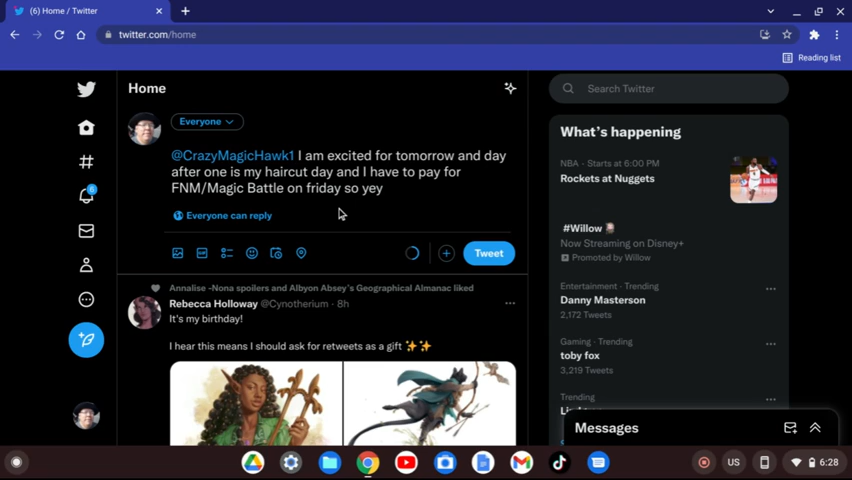 (6) Home / Twitter
twitter.com/home
Reading list
Home
Search Twitter
Everyone
@CrazyMagicHawk1 I am excited for tomorrow and day
after one is my haircut day and I have to pay for
FNM/Magic Battle on friday so yey
Everyone can reply
GIF
Tweet
6
What's happening
NBA · Starts at 6:00 PM
Rockets at Nuggets
#Willow
Now Streaming on Disney+
Promoted by Willow
Entertainment · Trending
Danny Masterson
2,172 Tweets
Gaming · Trending
toby fox
3,219 Tweets
Trending
Annalise -Nona spoilers and Albyon Absey's Geographical Almanac liked
Rebecca Holloway @Cynotherium · 8h
It's my birthday!
I hear this means I should ask for retweets as a gift ✨✨
Messages
US
6:28